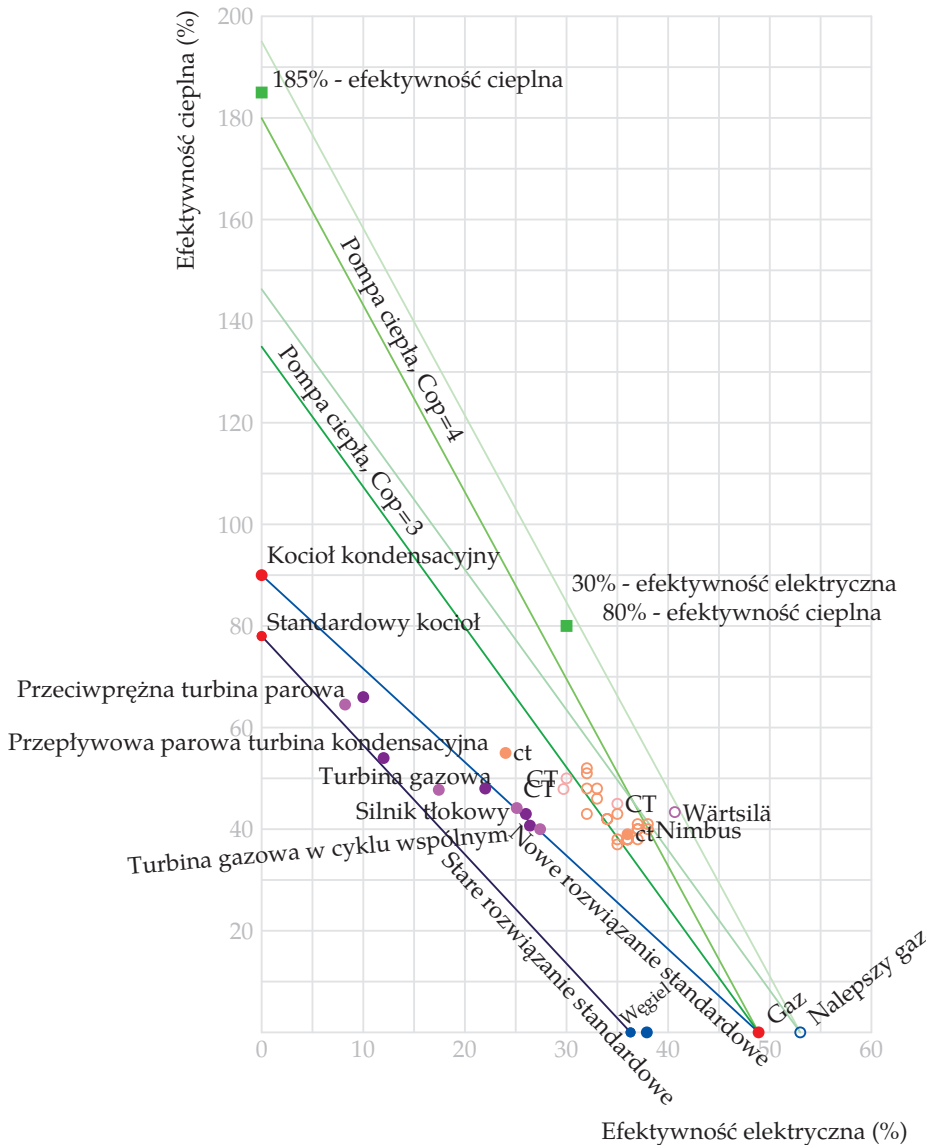 Efektywność cieplna (%)
200
180
160
140
120
100
80
60
40
20
185% - efektywność cieplna
Pompa ciepła, Cop=4
Pompa ciepła, Cop=3
Kocioł kondensacyjny
30% - efektywność elektryczna
80% - efektywność cieplna
Standardowy kocioł
Przeciwprężna turbina parowa
Przepływowa parowa turbina kondensacyjna
ct
Turbina gazowa
CT
CT
CT
Silnik tłokowy
Wärtsilä
ct
Nimbus
Turbina gazowa w cyklu wspólnym
Nowe rozwiązanie standardowe
Stare rozwiązanie standardowe
Węgiel
Gaz
Nalepszy gaz
0
10
20
30
40
50
60
Efektywność elektryczna (%)